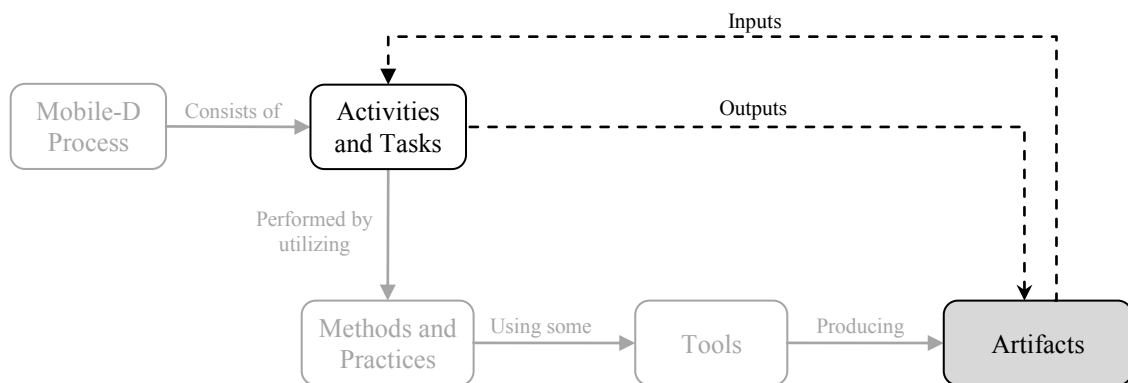 Inputs
Mobile-D
Process
Consists of
Activities
and Tasks
Outputs
Performed by
utilizing
Methods and
Practices
Using some
Tools
Producing
Artifacts